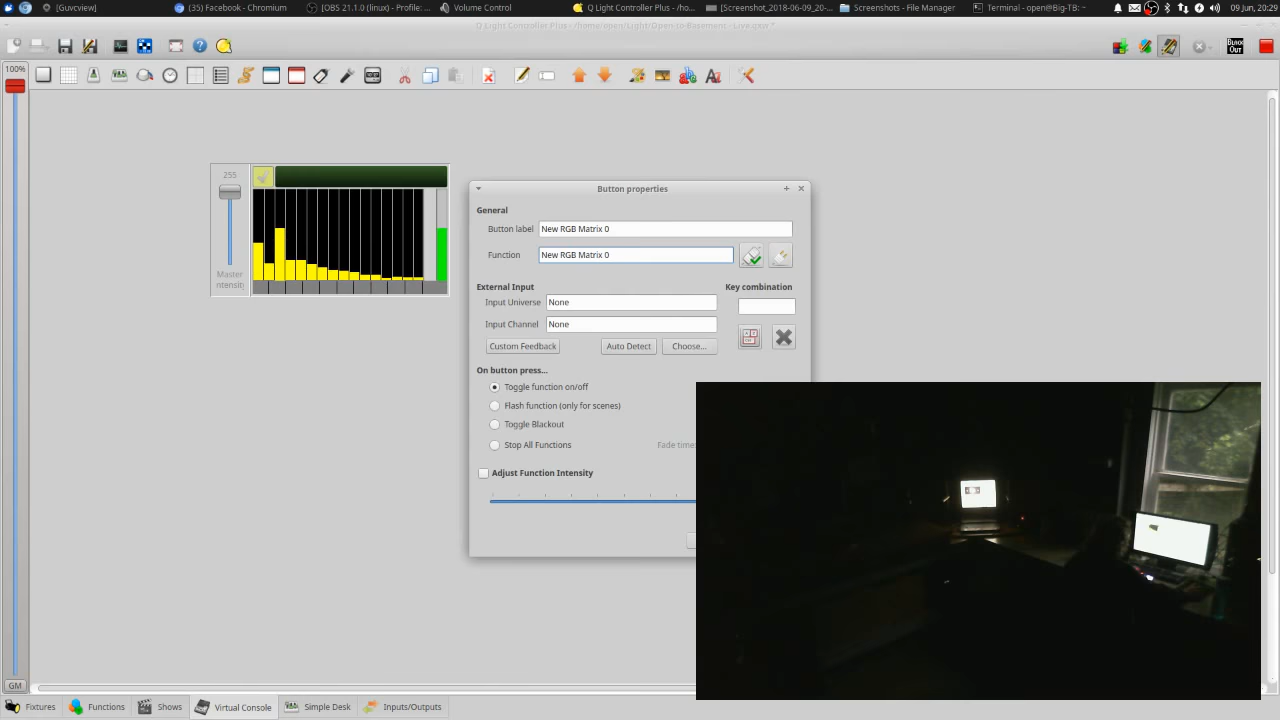 [Guvcview]
(35) Facebook - Chromium
[OBS 21.1.0 (linux) - Profile: ...
Volume Control
Q Light Controller Plus - /ho...
[Screenshot_2018-06-09_20-...
Screenshots - File Manager
Terminal - open@Big-TB: ~
09 Jun, 20:29
Q Light Controller Plus - /home/open/Light/Open-to-Basement - Live.qxw *
BLACK
OUT
100%
255
Master
GM
Button properties
General
Button label
New RGB Matrix 0
Function
New RGB Matrix 0
External Input
Key combination
Input Universe
None
Input Channel
None
Custom Feedback
Auto Detect
Choose...
On button press...
Toggle function on/off
Flash function (only for scenes)
Toggle Blackout
Stop All Functions
Fade time:
Adjust Function Intensity
Fixtures
Functions
Shows
Virtual Console
Simple Desk
Inputs/Outputs